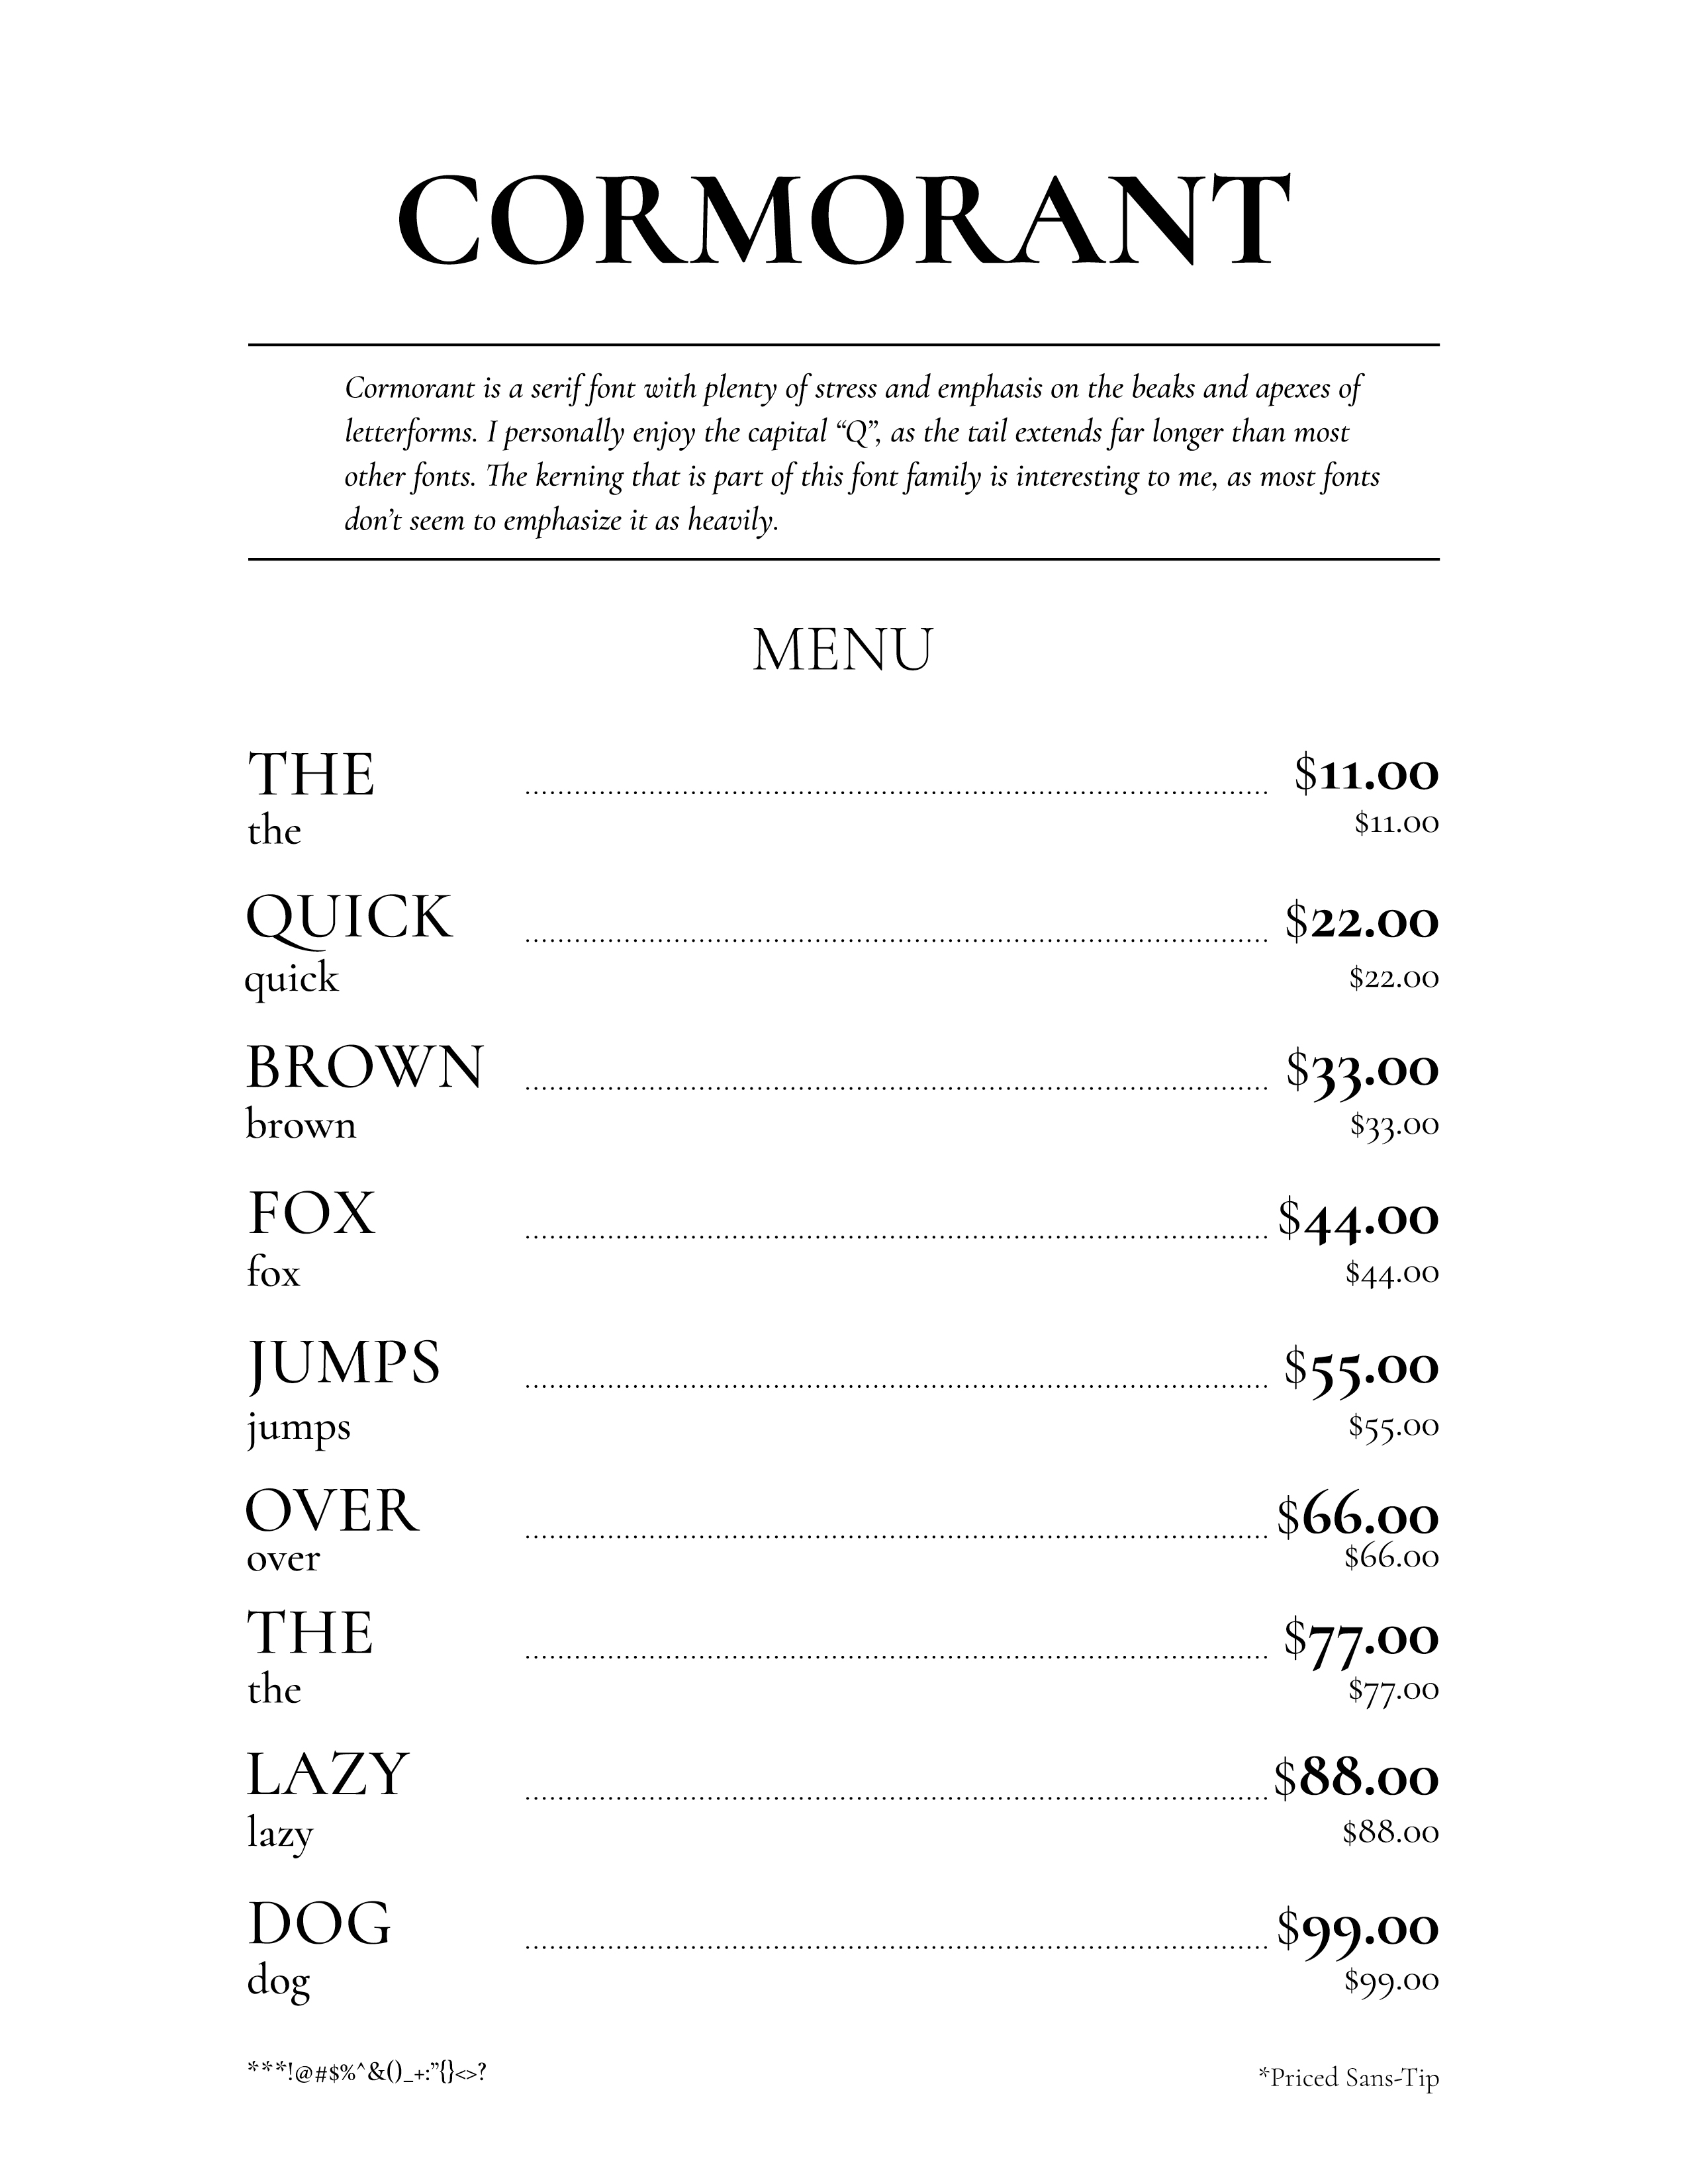 CORMORANT
Cormorant is a serif font with plenty of stress and emphasis on the beaks and apexes of
letterforms. I personally enjoy the capital “Q”, as the tail extends far longer than most
other fonts. The kerning that is part of this font family is interesting to me, as most fonts
don’t seem to emphasize it as heavily.
MENU
THE ........................ $11.00
the $11.00
QUICK ........................ $22.00
quick $22.00
BROWN ........................ $33.00
brown $33.00
FOX ........................ $44.00
fox $44.00
JUMPS ........................ $55.00
jumps $55.00
OVER ........................ $66.00
over $66.00
THE ........................ $77.00
the $77.00
LAZY ........................ $88.00
lazy $88.00
DOG ........................ $99.00
dog $99.00
***!@#$%^&()_+:”{}<>? *Priced Sans-Tip